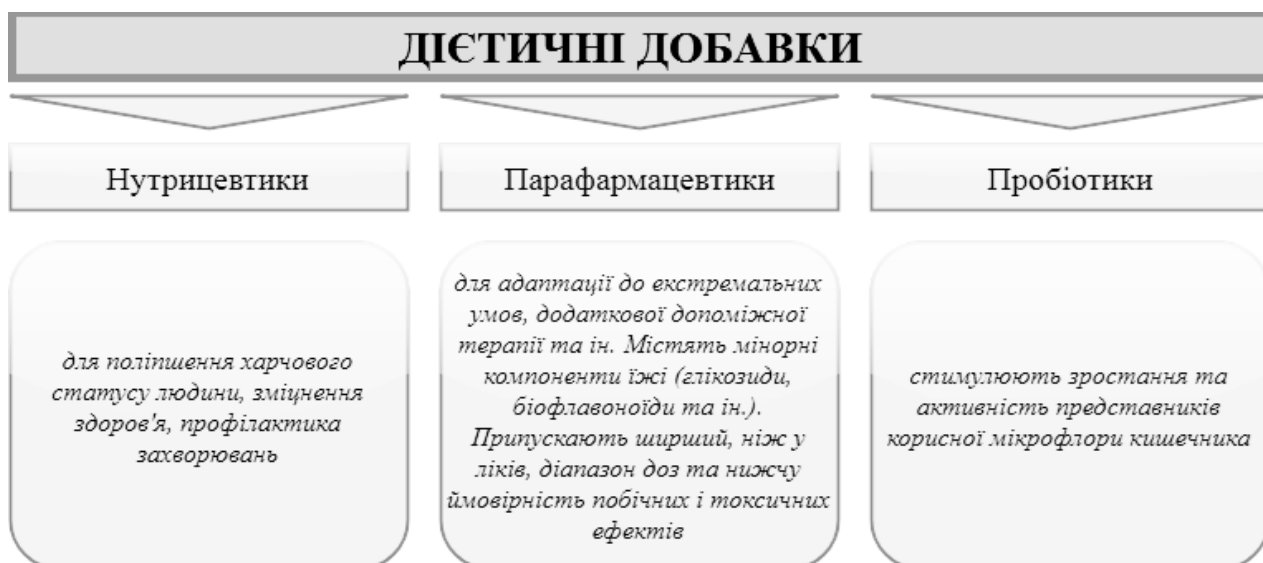 ДІЄТИЧНІ ДОБАВКИ
Нутрицевтики
для поліпшення харчового
статусу людини, зміцнення
здоров'я, профілактика
захворювань
Парафармацевтики
для адаптації до екстремальних
умов, додаткової допоміжної
терапії та ін. Містять мінорні
компоненти їжі (глікозиди,
біофлавоноїди та ін.).
Припускають ширший, ніж у
ліків, діапазон доз та нижчу
ймовірність побічних і токсичних
ефектів
Пробіотики
стимулюють зростання та
активність представників
корисної мікрофлори кишечника